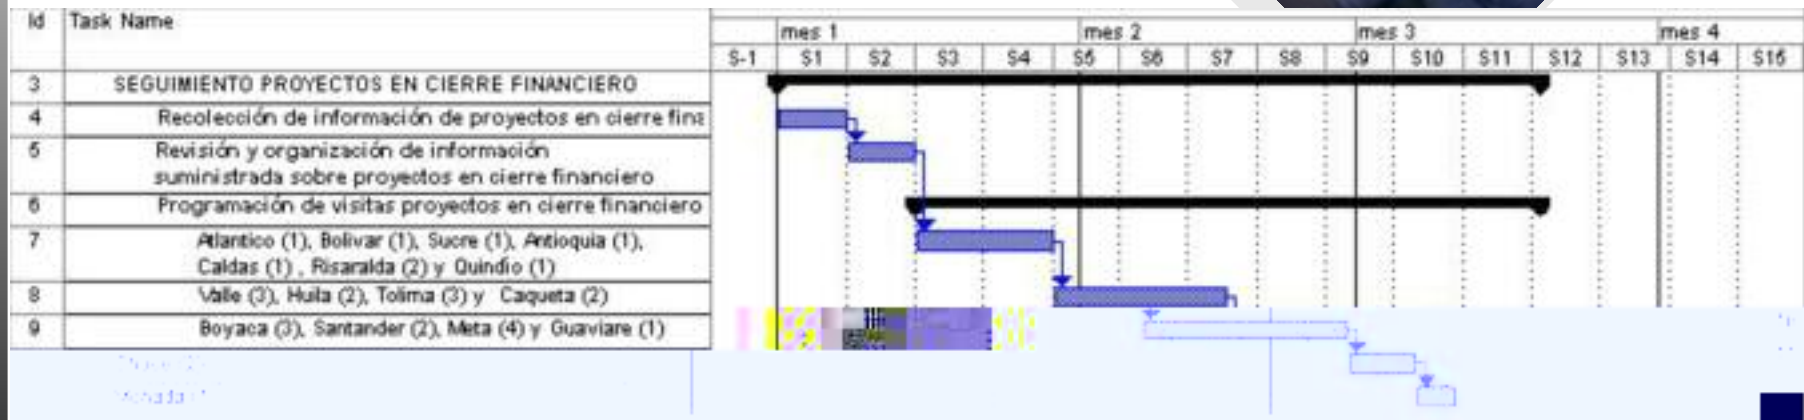 Id Task Name
mes 1 mes 2 mes 3 mes 4
S-1 S1 S2 S3 S4 S5 S6 S7 S8 S9 S10 S11 S12 S13 S14 S15
3 SEGUIMIENTO PROYECTOS EN CIERRE FINANCIERO
4 Recolección de información de proyectos en cierre fina
5 Revisión y organización de información
suministrada sobre proyectos en cierre financiero
6 Programación de visitas proyectos en cierre financiero
7 Atlantico (1), Bolivar (1), Sucre (1), Antioquia (1),
Caldas (1) , Risaralda (2) y Quindío (1)
8 Valle (3), Huila (2), Tolima (3) y Caqueta (2)
9 Boyaca (3), Santander (2), Meta (4) y Guaviare (1)